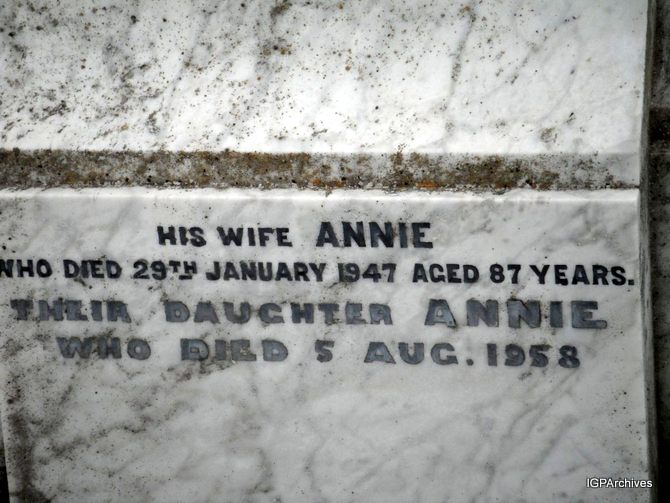 HIS WIFE ANNIE
WHO DIED 29TH JANUARY 1947 AGED 87 YEARS.
THEIR DAUGHTER ANNIE
WHO DIED 5 AUG. 1958
IGPArchives